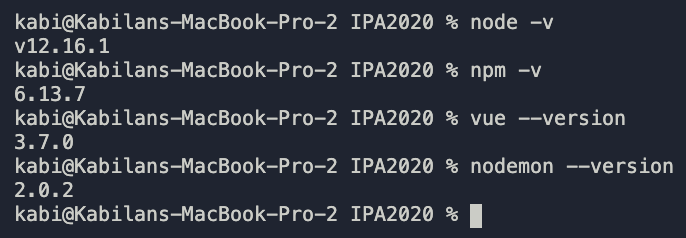 kabi@Kabilans-MacBook-Pro-2 IPA2020 % node -v
v12.16.1
kabi@Kabilans-MacBook-Pro-2 IPA2020 % npm -v
6.13.7
kabi@Kabilans-MacBook-Pro-2 IPA2020 % vue --version
3.7.0
kabi@Kabilans-MacBook-Pro-2 IPA2020 % nodemon --version
2.0.2
kabi@Kabilans-MacBook-Pro-2 IPA2020 %